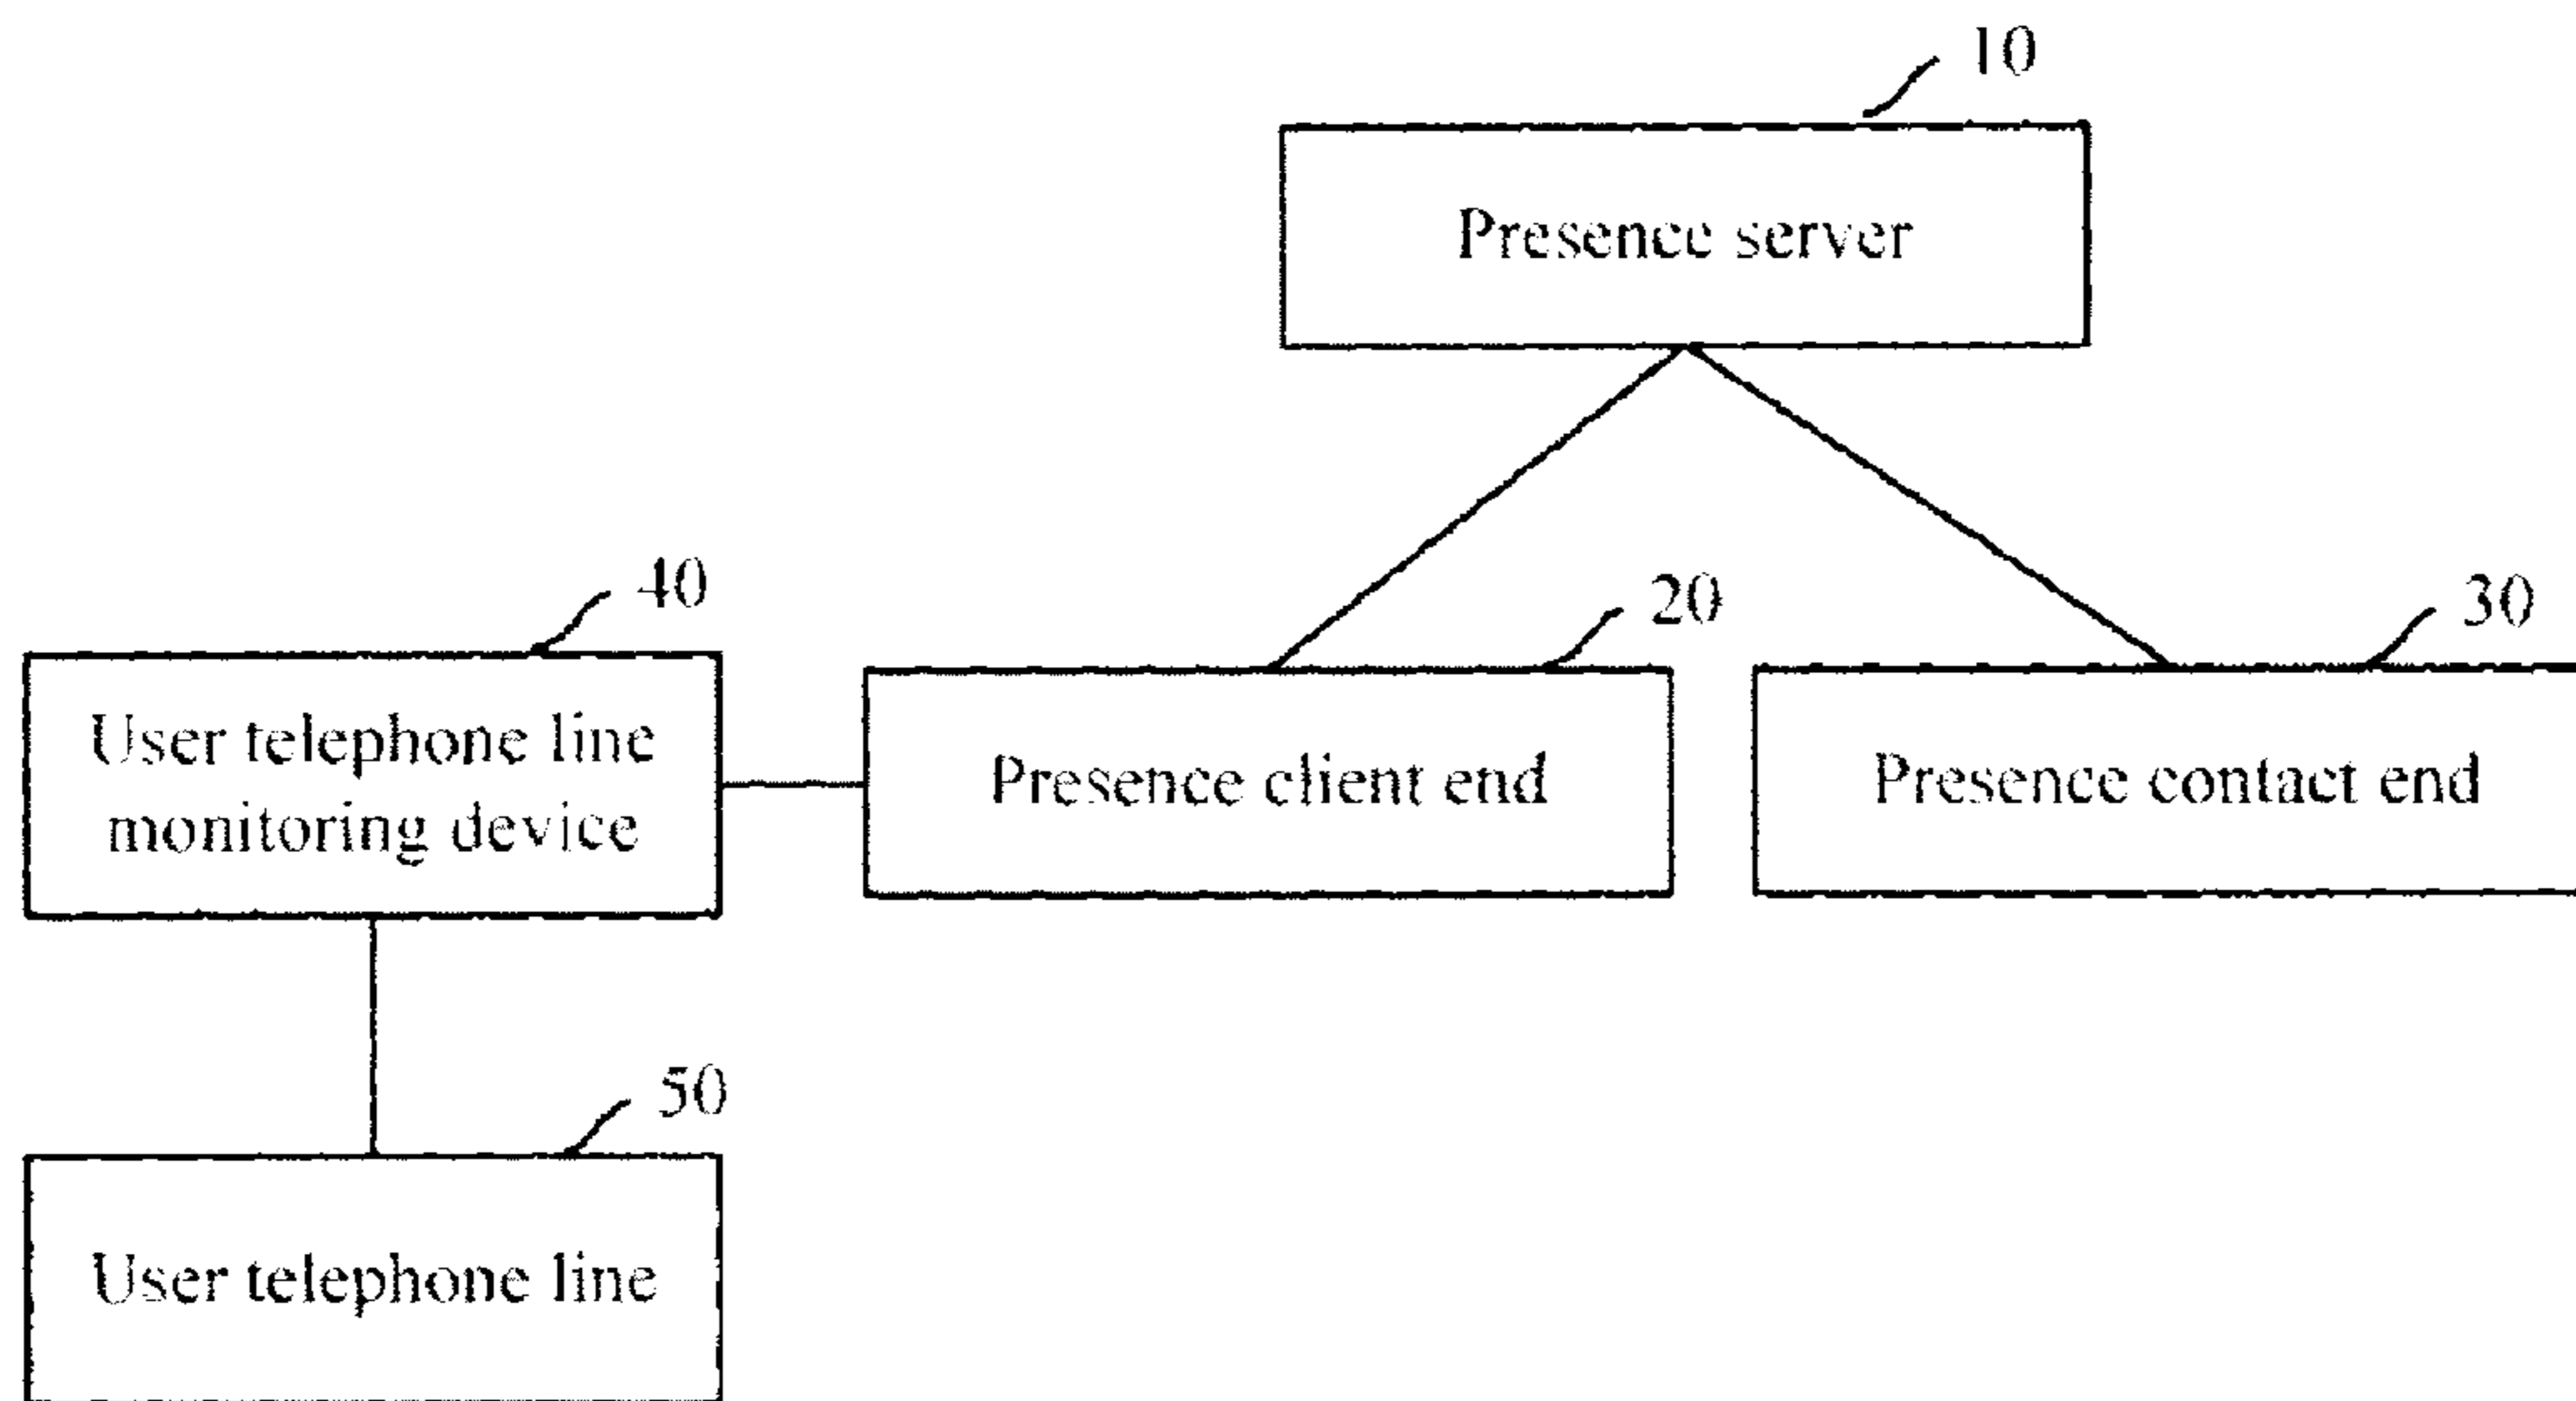 10
Presence server
40
20
30
User telephone line
monitoring device
Presence client end
Presence contact end
50
User telephone line